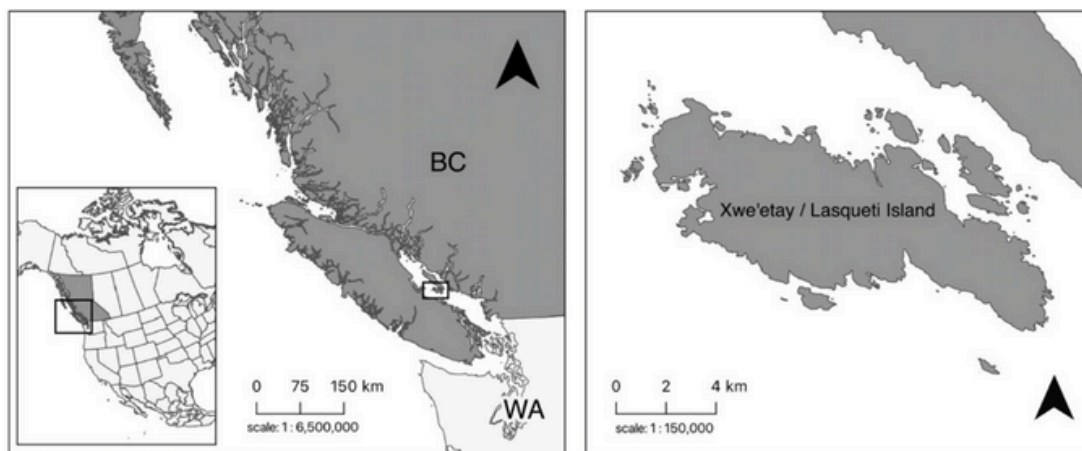 BC
WA
0 75 150 km
scale: 1 : 6,500,000
Xwe'etay / Lasqueti Island
0 2 4 km
scale: 1 : 150,000